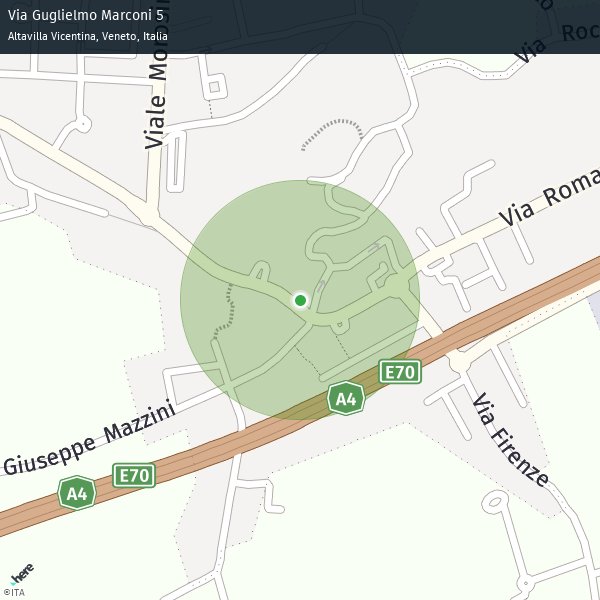 Via Guglielmo Marconi 5
Altavilla Vicentina, Veneto, Italia
Via Roc
Viale Moro
Via Roma
E70
A4
Giuseppe Mazzini
Via Firenze
E70
A4
here
©ITA